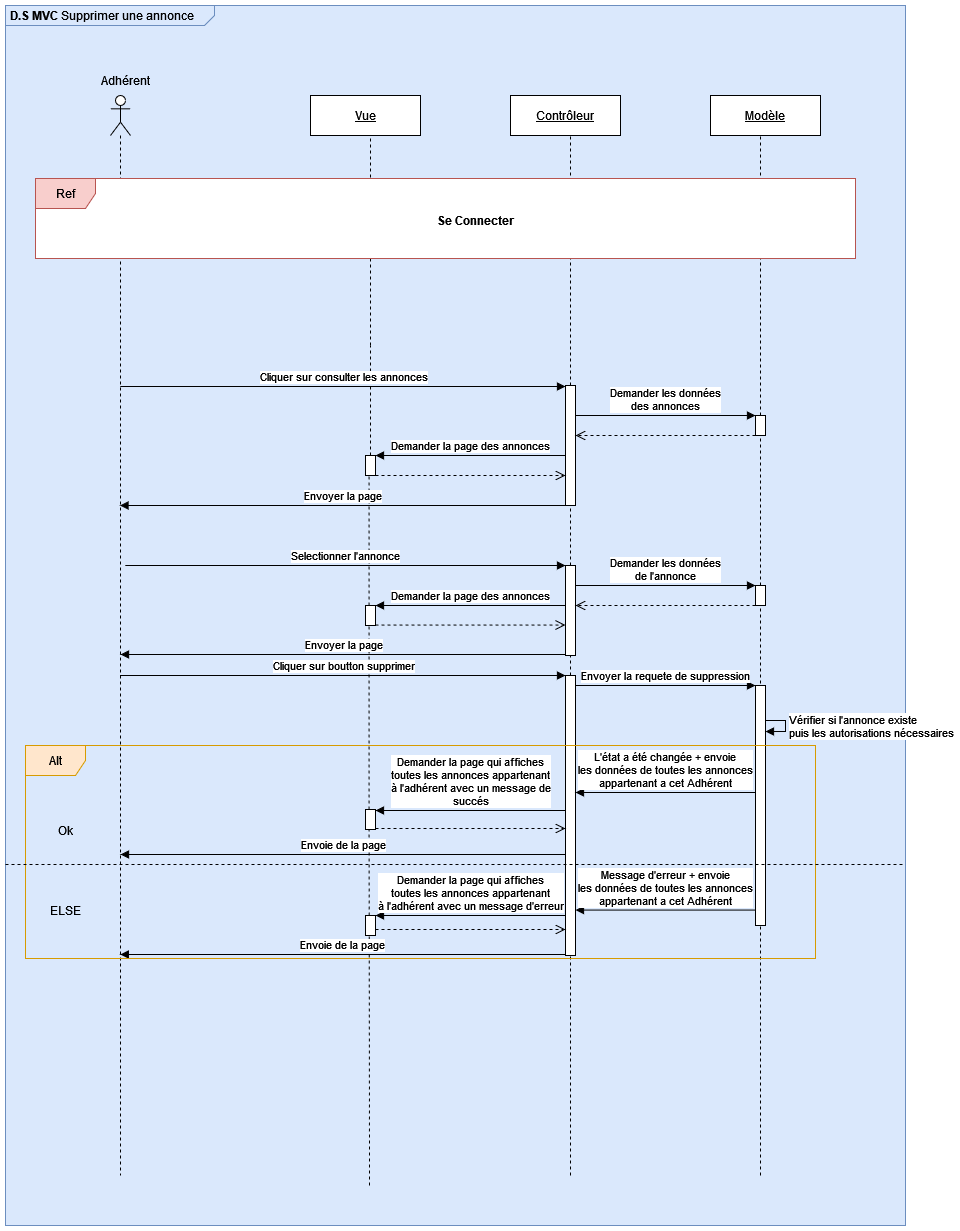 D.S MVC Supprimer une annonce
Adhérent
Vue
Contrôleur
Modèle
Ref
Se Connecter
Cliquer sur consulter les annonces
Demander les données
des annonces
Demander la page des annonces
Envoyer la page
Selectionner l'annonce
Demander les données
de l'annonce
Demander la page des annonces
Envoyer la page
Cliquer sur boutton supprimer
Envoyer la requete de suppression
Vérifier si l'annonce existe
puis les autorisations nécessaires
Alt
L'état a été changée + envoie
les données de toutes les annonces
appartenant a cet Adhérent
Demander la page qui affiches
toutes les annonces appartenant
à l'adhérent avec un message de
succés
Ok
Envoie de la page
Message d'erreur + envoie
les données de toutes les annonces
appartenant a cet Adhérent
Demander la page qui affiches
toutes les annonces appartenant
à l'adhérent avec un message d'erreur
ELSE
Envoie de la page